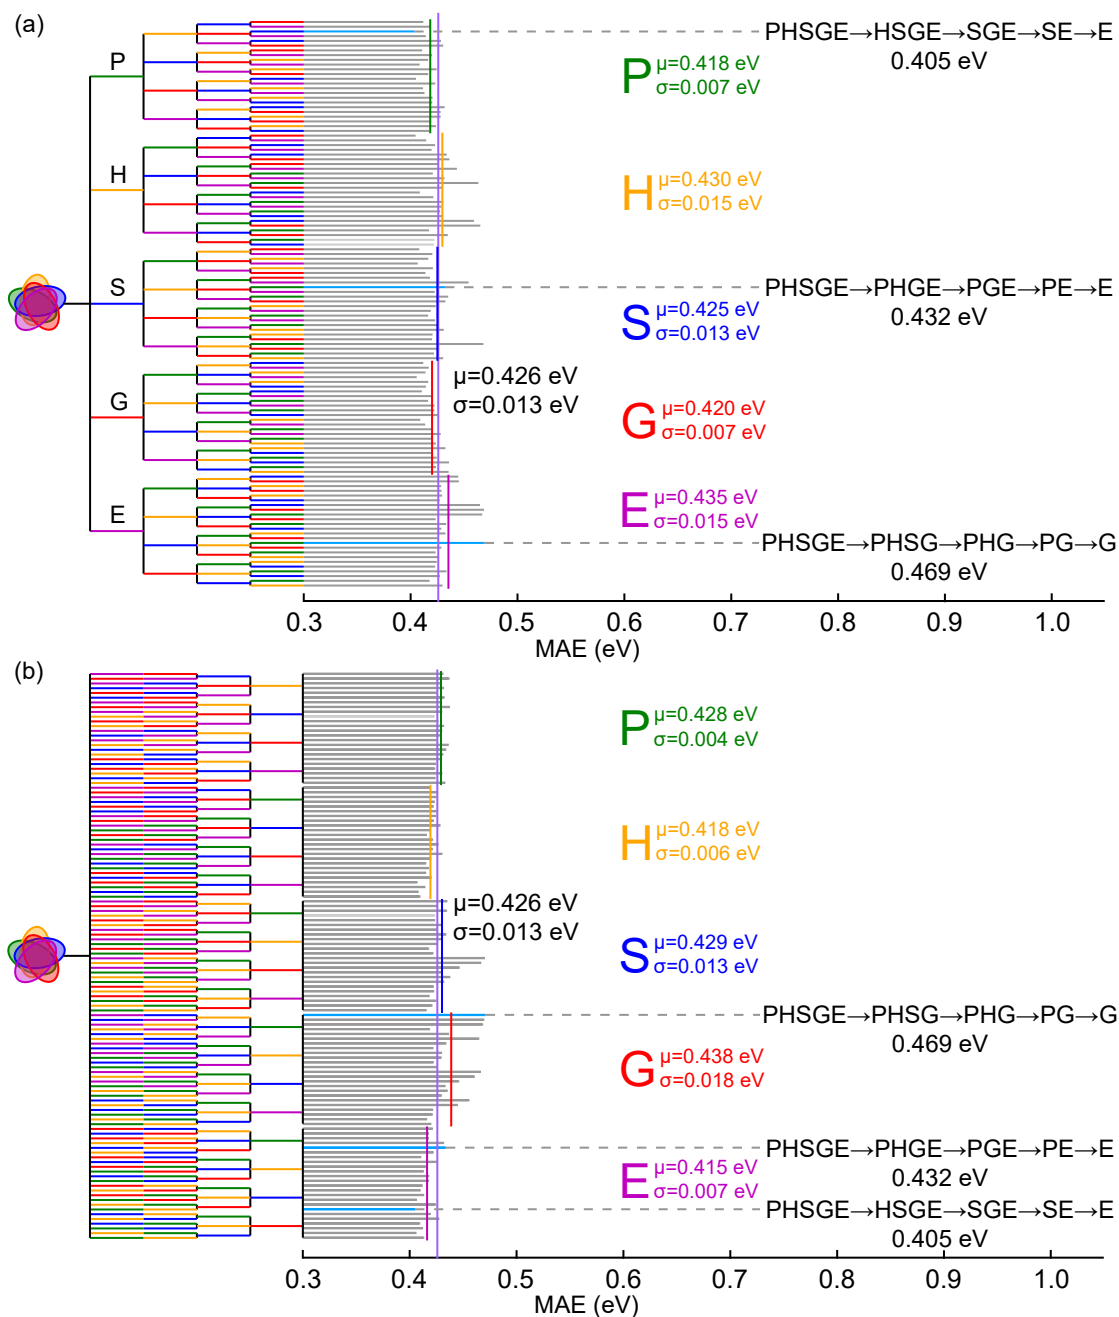 (a)
P
H
S
G
E
PHSGE→HSGE→SGE→SE→E
0.405 eV
P μ=0.418 eV
σ=0.007 eV
H μ=0.430 eV
σ=0.015 eV
PHSGE→PHGE→PGE→PE→E
0.432 eV
S μ=0.425 eV
σ=0.013 eV
μ=0.426 eV
σ=0.013 eV
G μ=0.420 eV
σ=0.007 eV
E μ=0.435 eV
σ=0.015 eV
PHSGE→PHSG→PHG→PG→G
0.469 eV
0.3 0.4 0.5 0.6 0.7 0.8 0.9 1.0
MAE (eV)
(b)
P μ=0.428 eV
σ=0.004 eV
H μ=0.418 eV
σ=0.006 eV
μ=0.426 eV
σ=0.013 eV
S μ=0.429 eV
σ=0.013 eV
PHSGE→PHSG→PHG→PG→G
0.469 eV
G μ=0.438 eV
σ=0.018 eV
PHSGE→PHGE→PGE→PE→E
0.432 eV
E μ=0.415 eV
σ=0.007 eV
PHSGE→HSGE→SGE→SE→E
0.405 eV
0.3 0.4 0.5 0.6 0.7 0.8 0.9 1.0
MAE (eV)